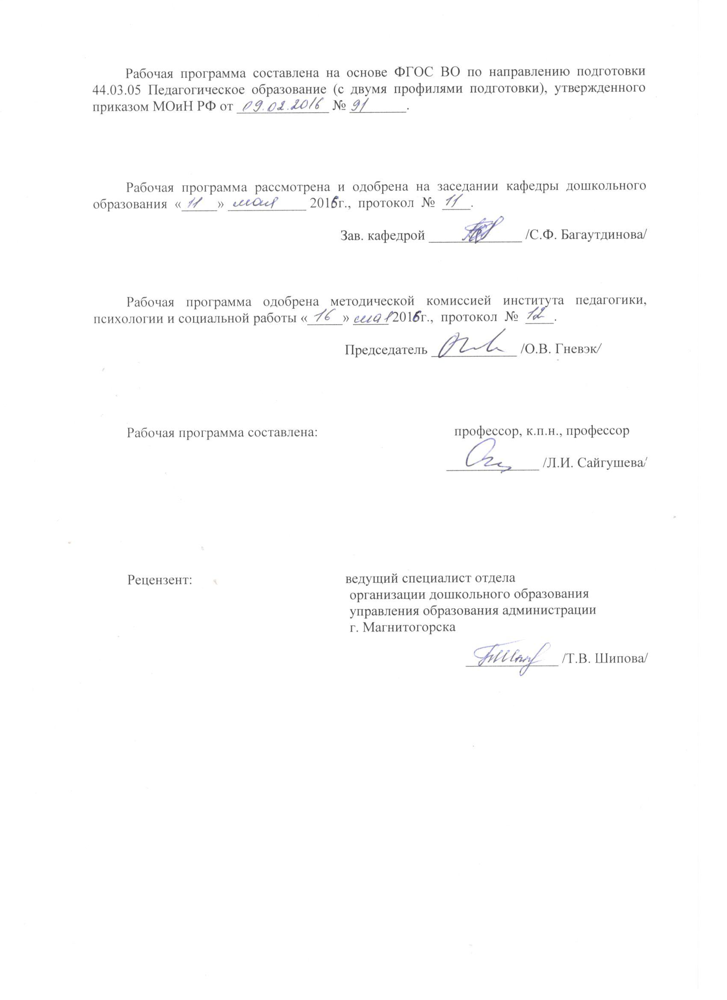 Рабочая программа составлена на основе ФГОС ВО по направлению подготовки
44.03.05 Педагогическое образование (с двумя профилями подготовки), утвержденного
приказом МОиН РФ от 09.02.2016 № 91.
Рабочая программа рассмотрена и одобрена на заседании кафедры дошкольного
образования «11» мая 2016г., протокол № 11.
Зав. кафедрой /С.Ф. Багаутдинова/
Рабочая программа одобрена методической комиссией института педагогики,
психологии и социальной работы «16» мая 2016г., протокол № 12.
Председатель /О.В. Гневэк/
Рабочая программа составлена: профессор, к.п.н., профессор
/Л.И. Сайгушева/
Рецензент: ведущий специалист отдела
организации дошкольного образования
управления образования администрации
г. Магнитогорска
/Т.В. Шипова/